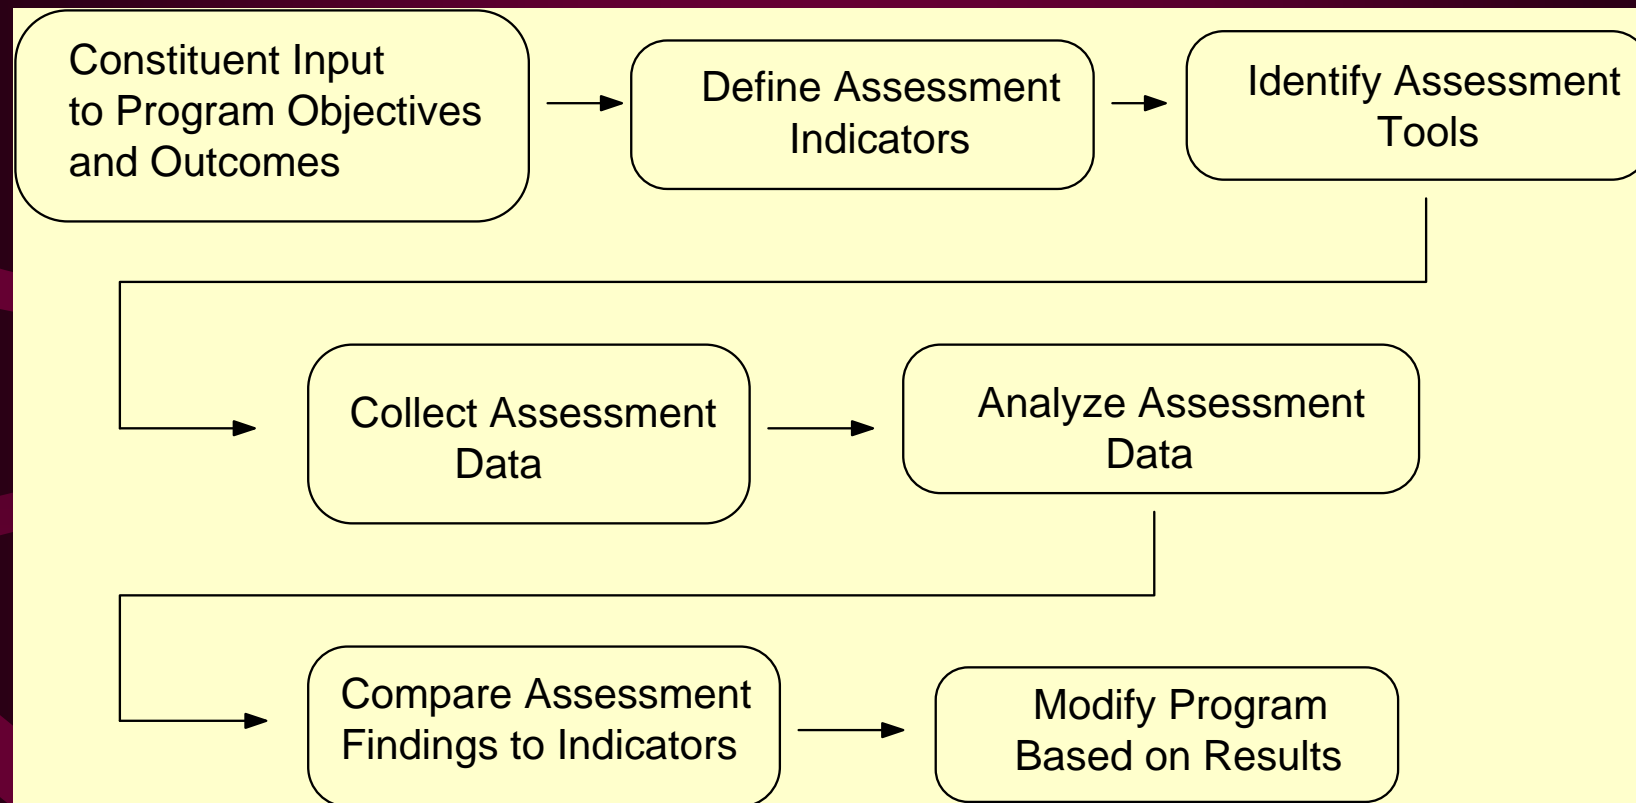 Constituent Input
to Program Objectives
and Outcomes
Define Assessment
Indicators
Identify Assessment
Tools
Collect Assessment
Data
Analyze Assessment
Data
Compare Assessment
Findings to Indicators
Modify Program
Based on Results